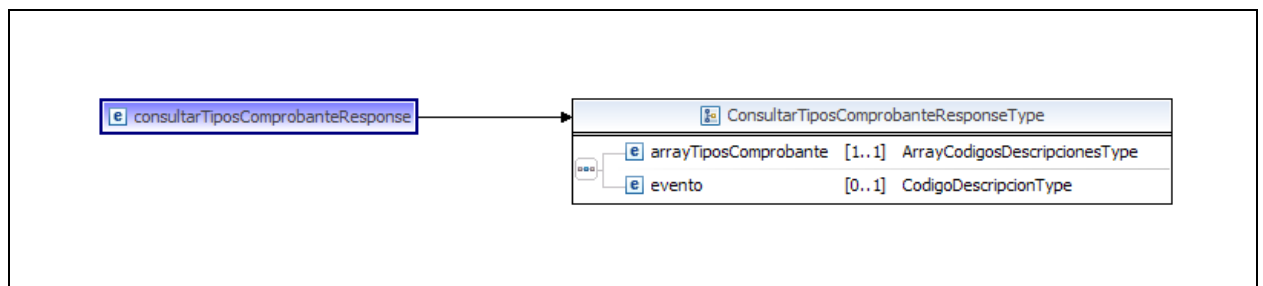 e consultarTiposComprobanteResponse
ConsultarTiposComprobanteResponseType
e arrayTiposComprobante [1..1] ArrayCodigosDescripcionesType
e evento [0..1] CodigoDescripcionType